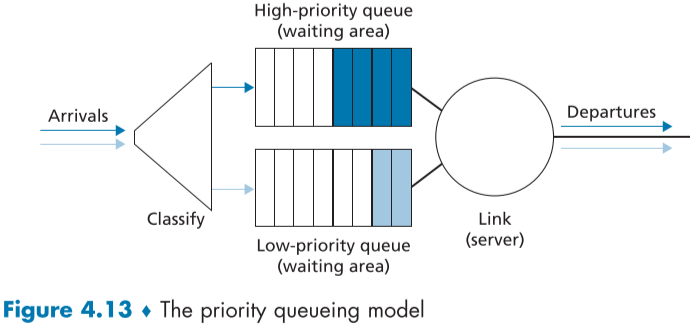 High-priority queue
(waiting area)
Arrivals
Departures
Classify
Link
(server)
Low-priority queue
(waiting area)
Figure 4.13 ♦ The priority queueing model